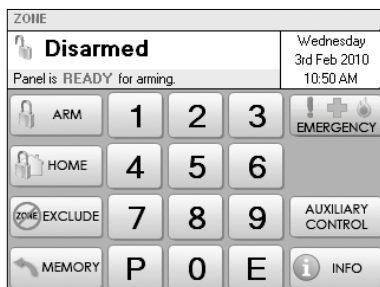 ZONE
Disarmed
Panel is READY for arming.
Wednesday
3rd Feb 2010
10:50 AM
ARM 1 2 3 EMERGENCY
HOME 4 5 6
ZONE EXCLUDE 7 8 9 AUXILIARY CONTROL
MEMORY P 0 E i INFO